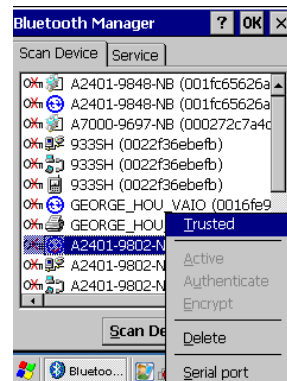 Bluetooth Manager ? OK ×
Scan Device Service
A2401-9848-NB (001fc65626a
A2401-9848-NB (001fc65626a
A7000-9697-NB (000272c7a4d
933SH (0022f36ebefb)
933SH (0022f36ebefb)
933SH (0022f36ebefb)
GEORGE_HOU_VAIO (0016fe9
GEORGE_HOU
A2401-9802-N
A2401-9802-N
A2401-9802-N
Trusted
Active
Authenticate
Encrypt
Delete
Serial port
Scan De
Bluetoo...